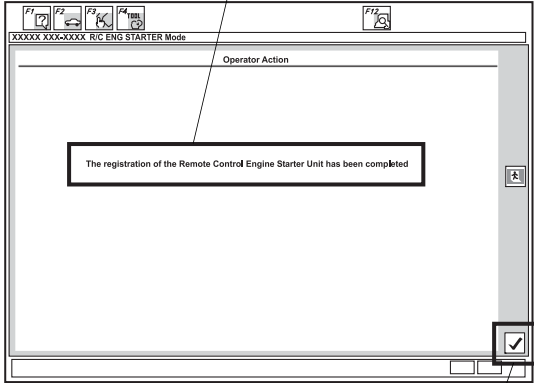 F1 F2 F3 F4 TOOL F12
XXXXX XXX-XXXX R/C ENG STARTER Mode
Operator Action
The registration of the Remote Control Engine Starter Unit has been completed